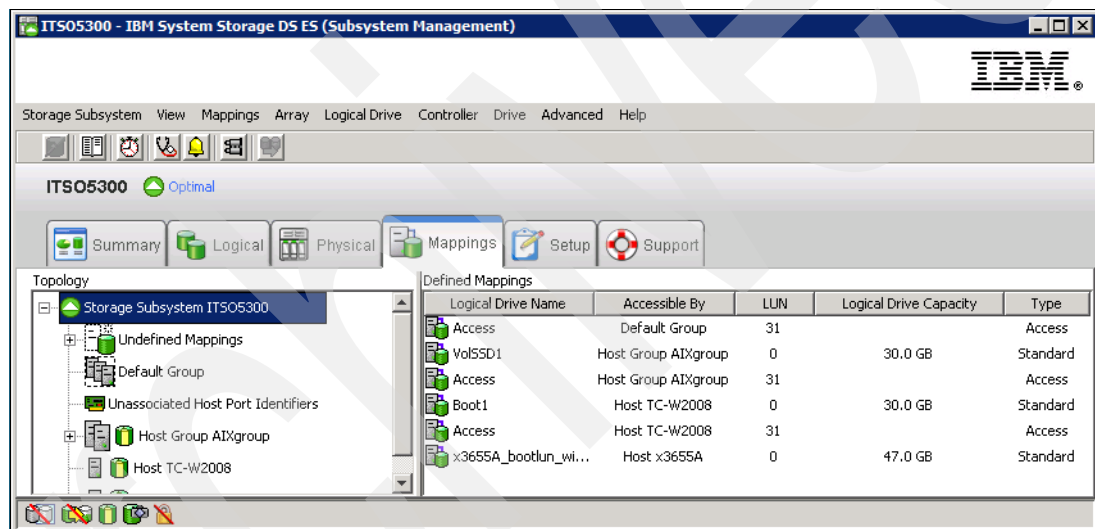 ITSO5300 - IBM System Storage DS ES (Subsystem Management)
IBM®
Storage Subsystem View Mappings Array Logical Drive Controller Drive Advanced Help
ITSO5300 Optimal
Summary Logical Physical Mappings Setup Support
Topology
Storage Subsystem ITSO5300
Undefined Mappings
Default Group
Unassociated Host Port Identifiers
Host Group AIXgroup
Host TC-W2008
Defined Mappings
Logical Drive Name Accessible By LUN Logical Drive Capacity Type
Access Default Group 31 Access
VolSSD1 Host Group AIXgroup 0 30.0 GB Standard
Access Host Group AIXgroup 31 Access
Boot1 Host TC-W2008 0 30.0 GB Standard
Access Host TC-W2008 31 Access
x3655A_bootlun_wi... Host x3655A 0 47.0 GB Standard